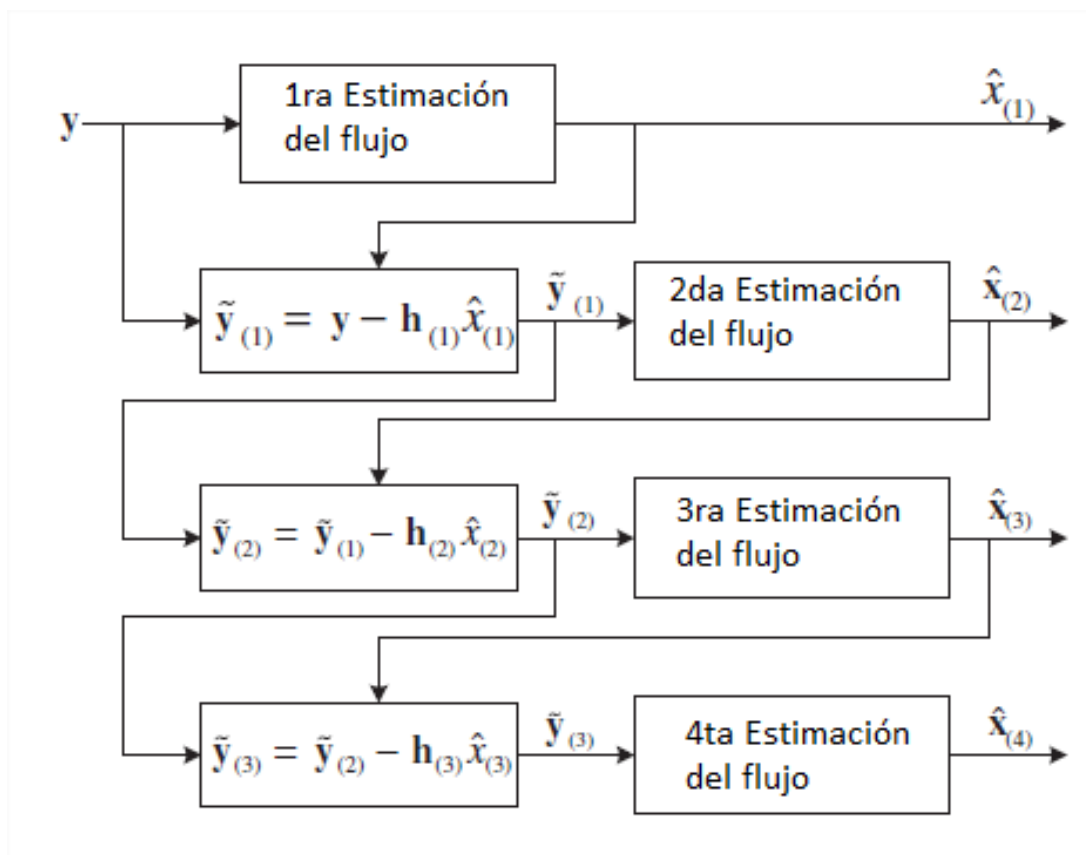 1ra Estimación
del flujo
y
x̂₍₁₎
ỹ₍₁₎ = y − h₍₁₎x̂₍₁₎
ỹ₍₁₎
2da Estimación
del flujo
x̂₍₂₎
ỹ₍₂₎ = ỹ₍₁₎ − h₍₂₎x̂₍₂₎
ỹ₍₂₎
3ra Estimación
del flujo
x̂₍₃₎
ỹ₍₃₎ = ỹ₍₂₎ − h₍₃₎x̂₍₃₎
ỹ₍₃₎
4ta Estimación
del flujo
x̂₍₄₎